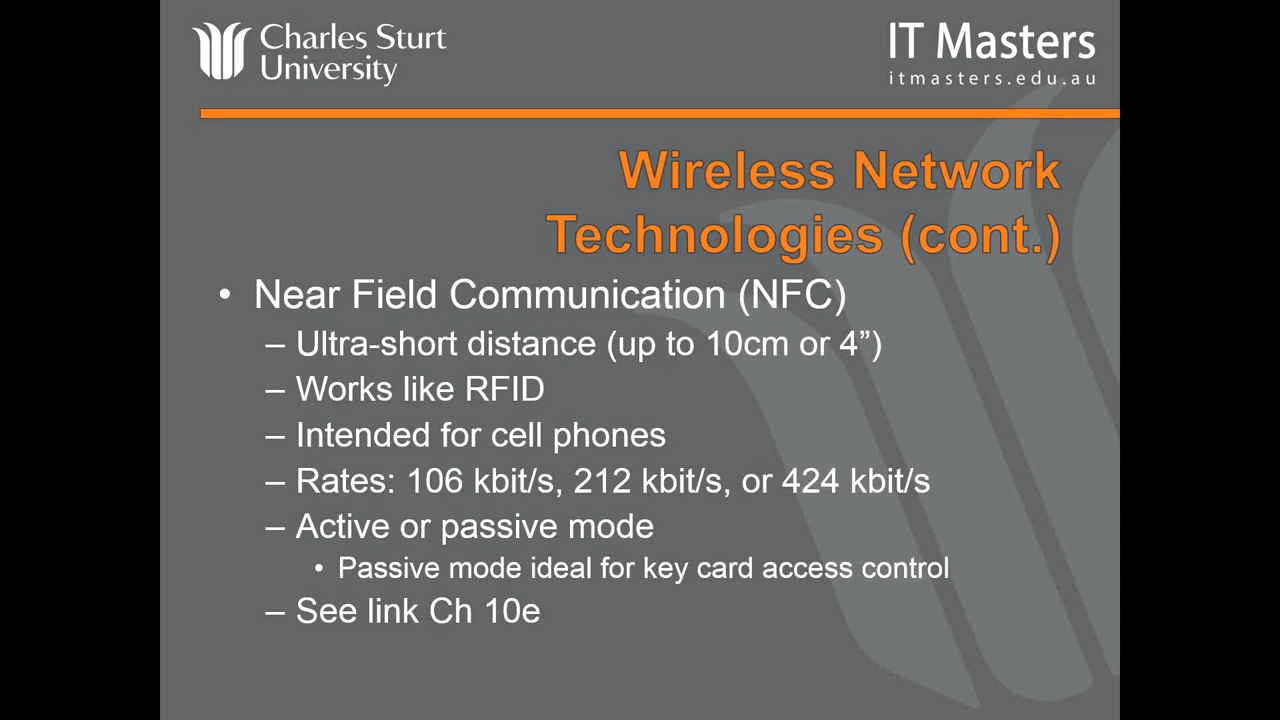 Charles Sturt
University
IT Masters
itmasters.edu.au
Wireless Network
Technologies (cont.)
• Near Field Communication (NFC)
– Ultra-short distance (up to 10cm or 4”)
– Works like RFID
– Intended for cell phones
– Rates: 106 kbit/s, 212 kbit/s, or 424 kbit/s
– Active or passive mode
• Passive mode ideal for key card access control
– See link Ch 10e